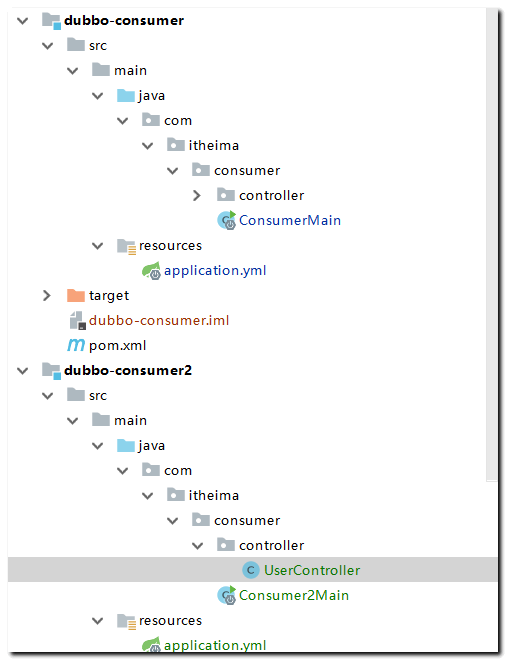 dubbo-consumer
src
main
java
com
itheima
consumer
controller
ConsumerMain
resources
application.yml
target
dubbo-consumer.iml
pom.xml
dubbo-consumer2
src
main
java
com
itheima
consumer
controller
UserController
Consumer2Main
resources
application.yml